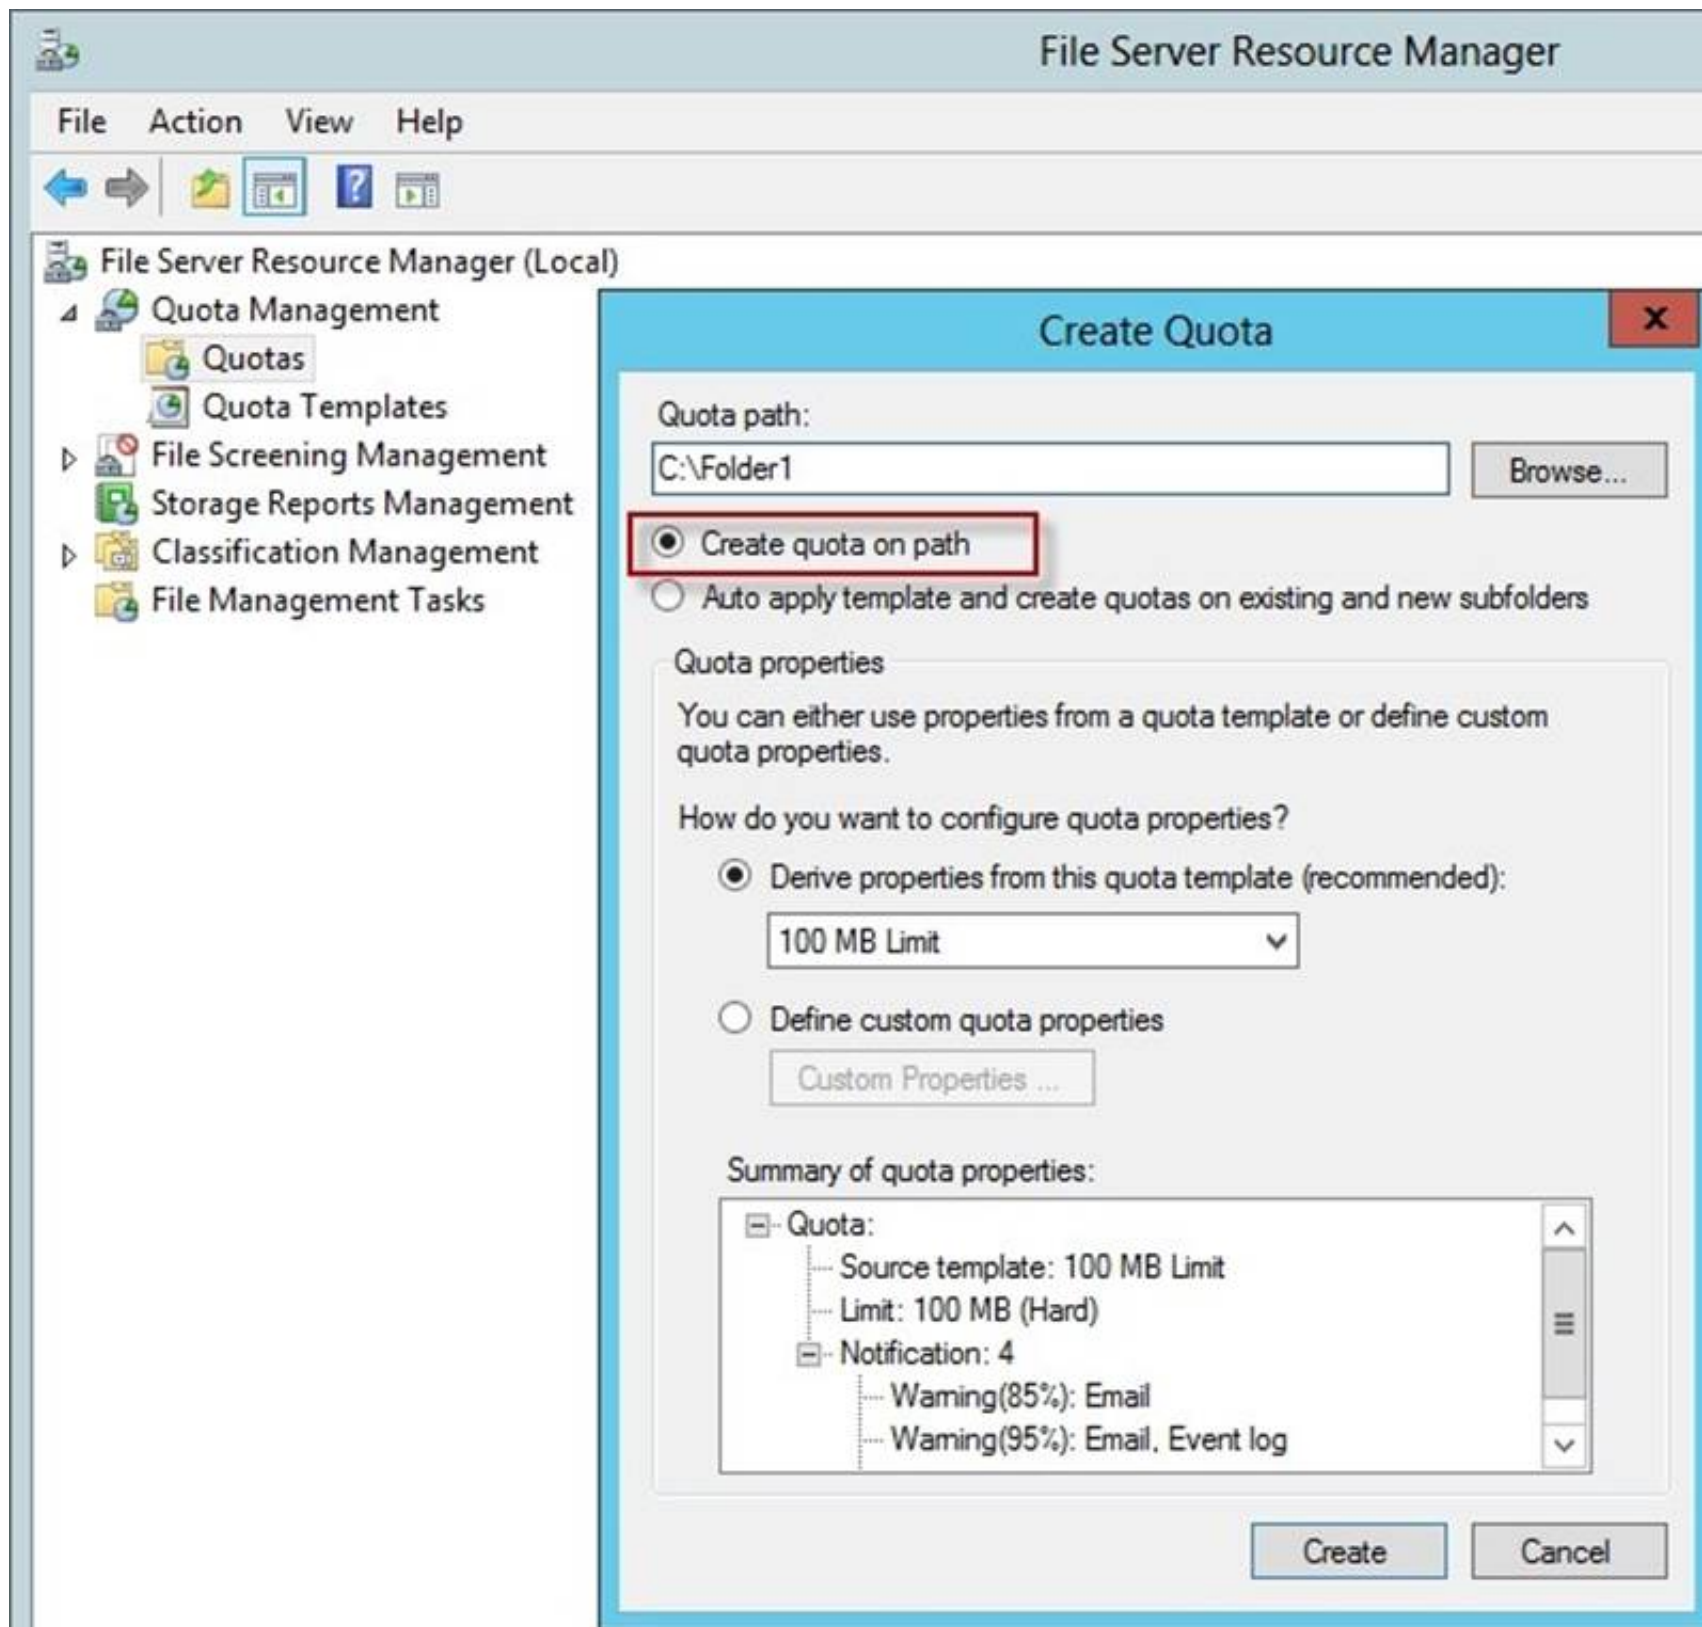 File Server Resource Manager
File Action View Help
?
File Server Resource Manager (Local)
Quota Management
Quotas
Quota Templates
File Screening Management
Storage Reports Management
Classification Management
File Management Tasks
Create Quota
x
Quota path:
C:\Folder1
Browse...
Create quota on path
Auto apply template and create quotas on existing and new subfolders
Quota properties
You can either use properties from a quota template or define custom
quota properties.
How do you want to configure quota properties?
Derive properties from this quota template (recommended):
100 MB Limit
Define custom quota properties
Custom Properties ...
Summary of quota properties:
Quota:
Source template: 100 MB Limit
Limit: 100 MB (Hard)
Notification: 4
Warning(85%): Email
Warning(95%): Email, Event log
Create
Cancel